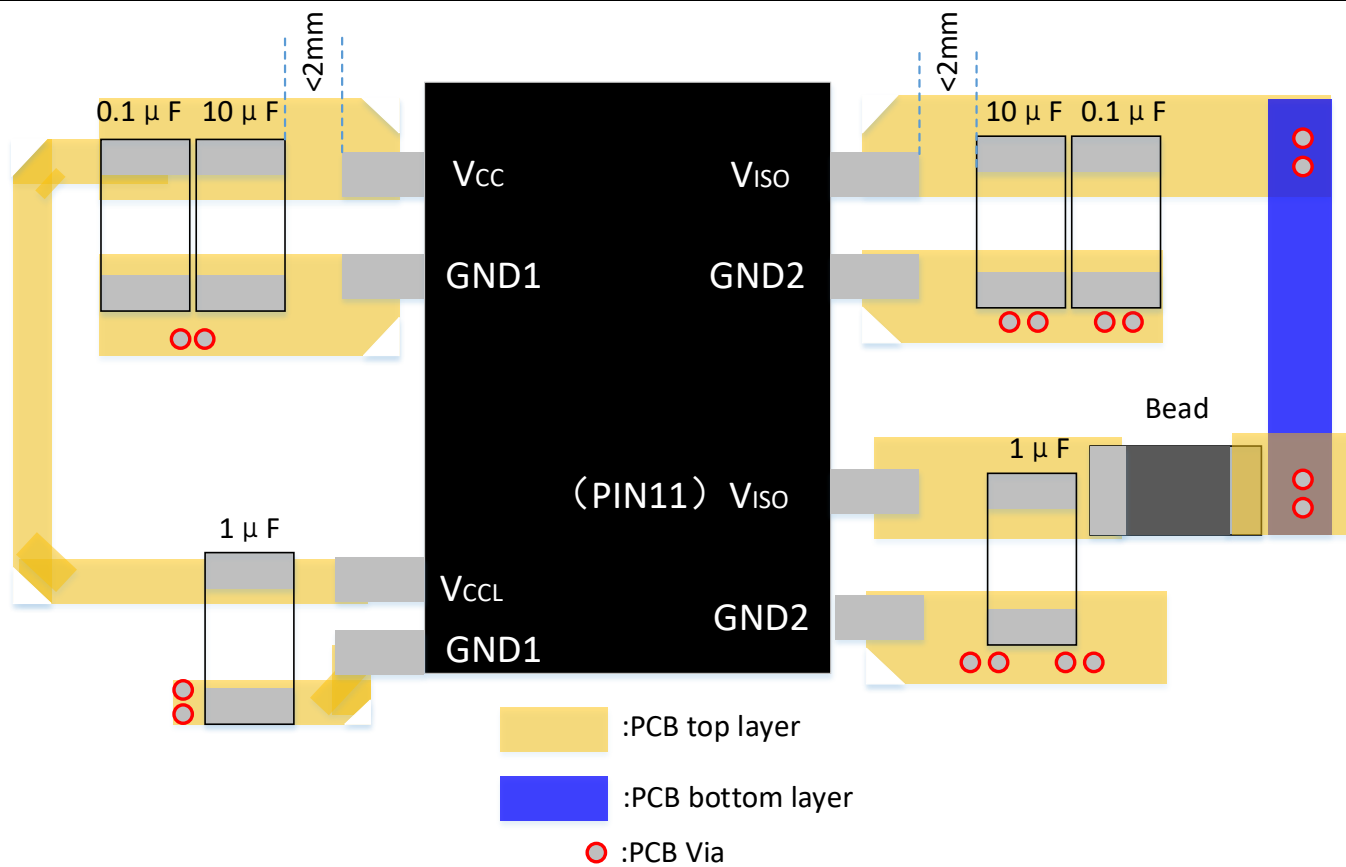 <2mm
<2mm
0.1 μ F 10 μ F
10 μ F 0.1 μ F
VCC
VISO
GND1
GND2
Bead
1 μ F
（PIN11）VISO
1 μ F
VCCL
GND2
GND1
:PCB top layer
:PCB bottom layer
:PCB Via